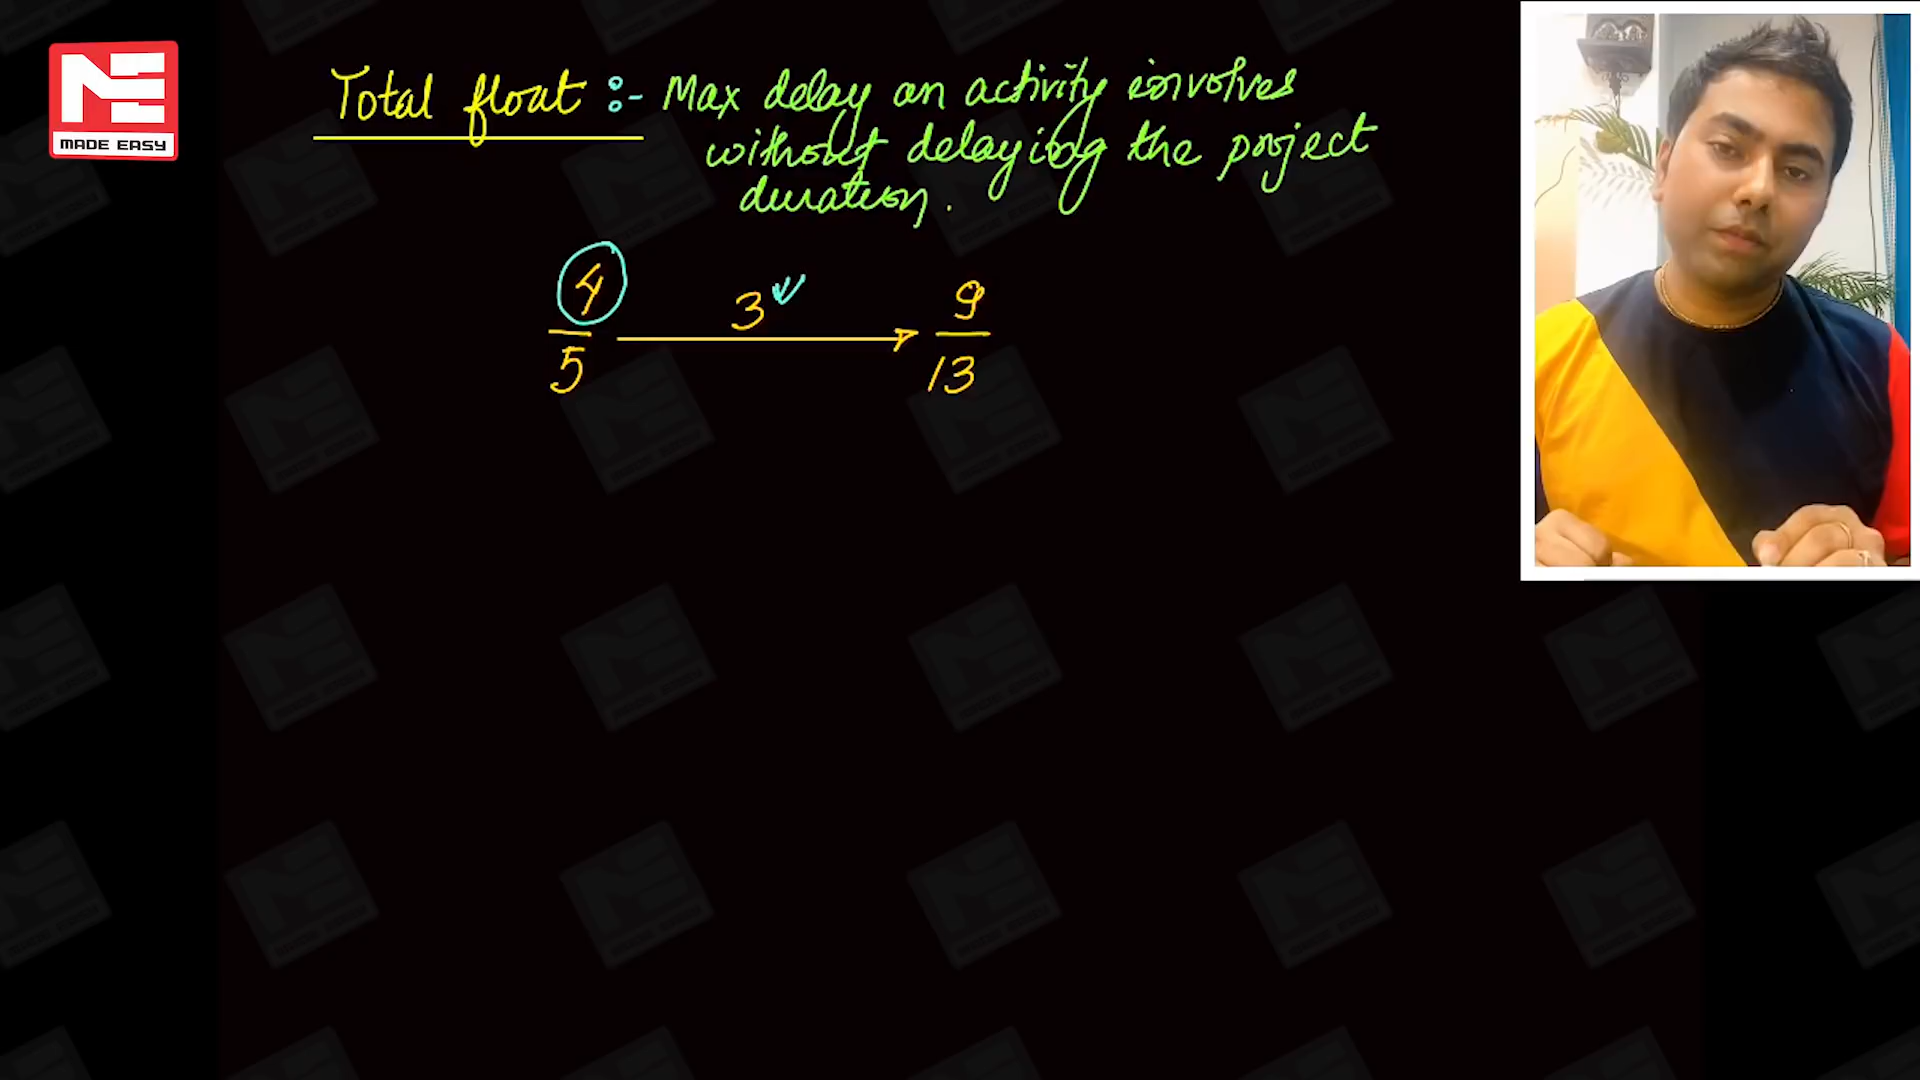 MADE EASY
Total float :- Max delay an activity involves
without delaying the project
duration.
4 3 9
5 13